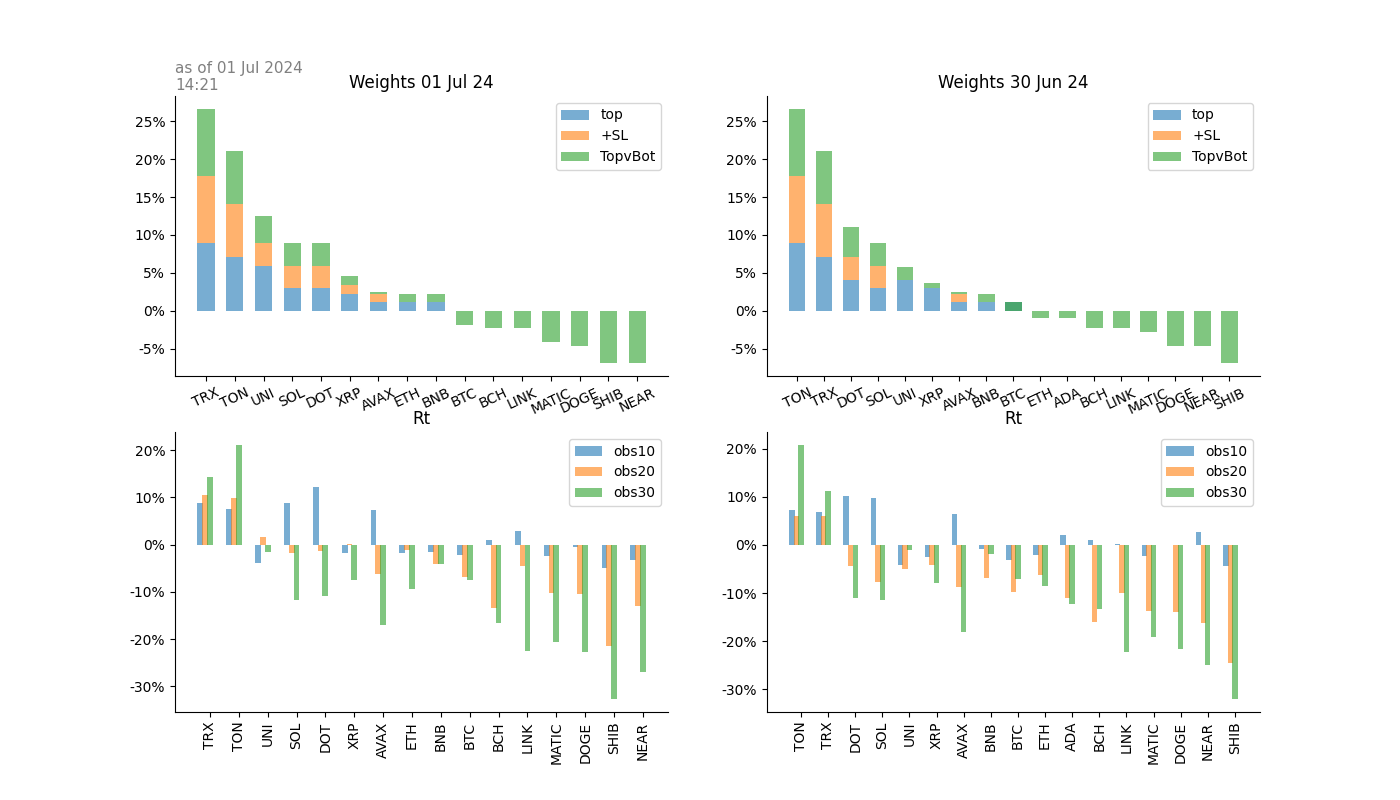 as of 01 Jul 2024
14:21
Weights 01 Jul 24
25%
20%
15%
10%
5%
0%
-5%
top
+SL
TopvBot
TRX TON UNI SOL DOT XRP AVAX ETH BNB BTC BCH LINK MATIC DOGE SHIB NEAR
Weights 30 Jun 24
25%
20%
15%
10%
5%
0%
-5%
top
+SL
TopvBot
TON TRX DOT SOL UNI XRP AVAX BNB BTC ETH ADA BCH LINK MATIC DOGE NEAR SHIB
Rt
20%
10%
0%
-10%
-20%
-30%
obs10
obs20
obs30
TRX TON UNI SOL DOT XRP AVAX ETH BNB BTC BCH LINK MATIC DOGE SHIB NEAR
Rt
20%
10%
0%
-10%
-20%
-30%
obs10
obs20
obs30
TON TRX DOT SOL UNI XRP AVAX BNB BTC ETH ADA BCH LINK MATIC DOGE NEAR SHIB